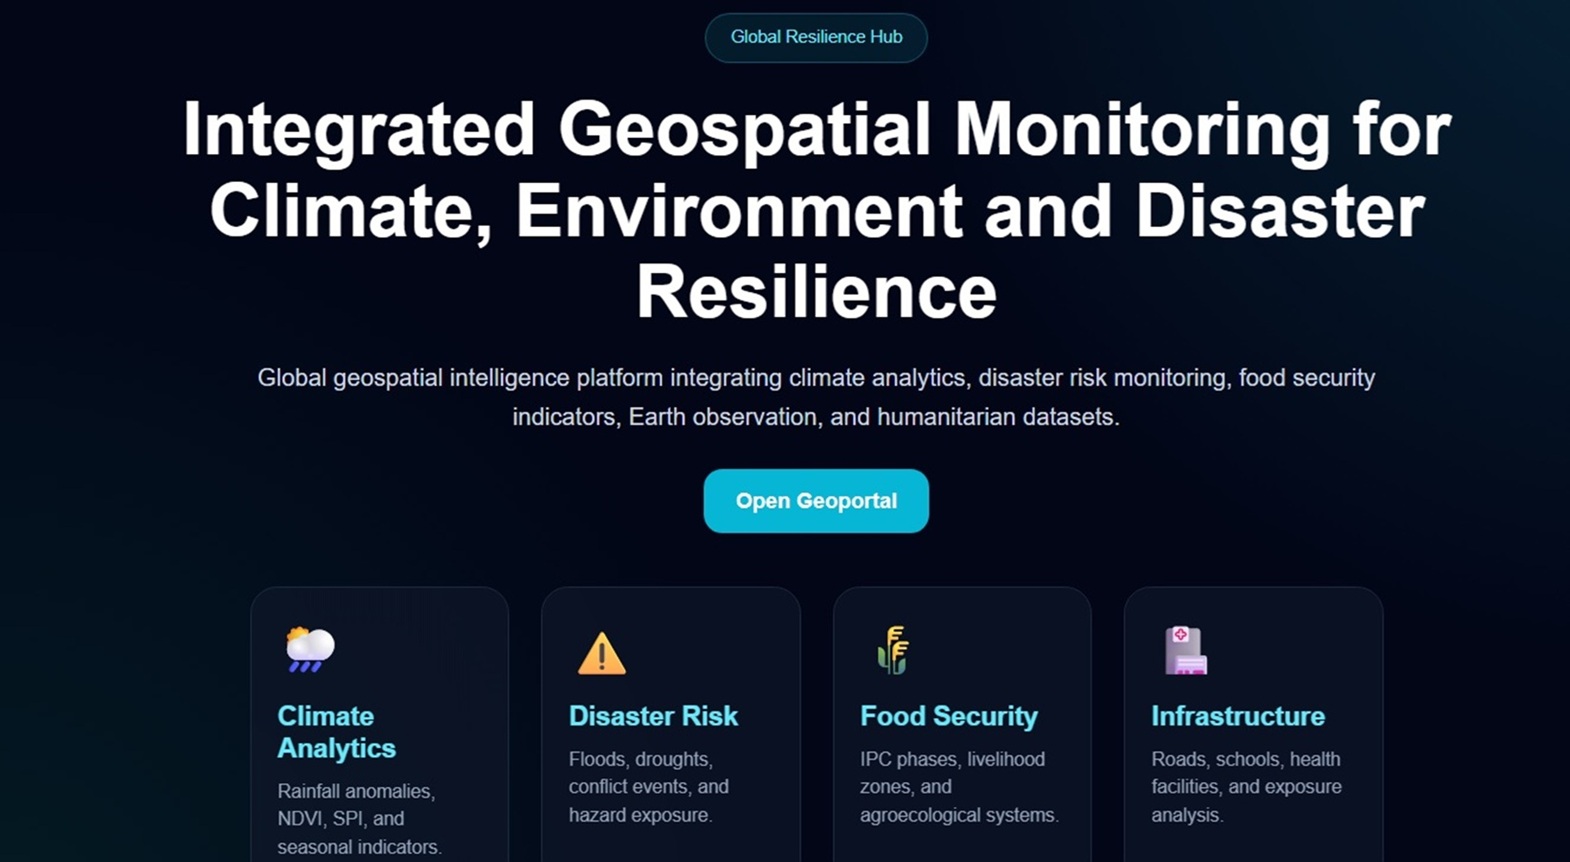 Global Resilience Hub
Integrated Geospatial Monitoring for
Climate, Environment and Disaster
Resilience
Global geospatial intelligence platform integrating climate analytics, disaster risk monitoring, food security
indicators, Earth observation, and humanitarian datasets.
Open Geoportal
Climate
Analytics
Rainfall anomalies,
NDVI, SPI, and
seasonal indicators.
Disaster Risk
Floods, droughts,
conflict events, and
hazard exposure.
Food Security
IPC phases, livelihood
zones, and
agroecological systems.
Infrastructure
Roads, schools, health
facilities, and exposure
analysis.